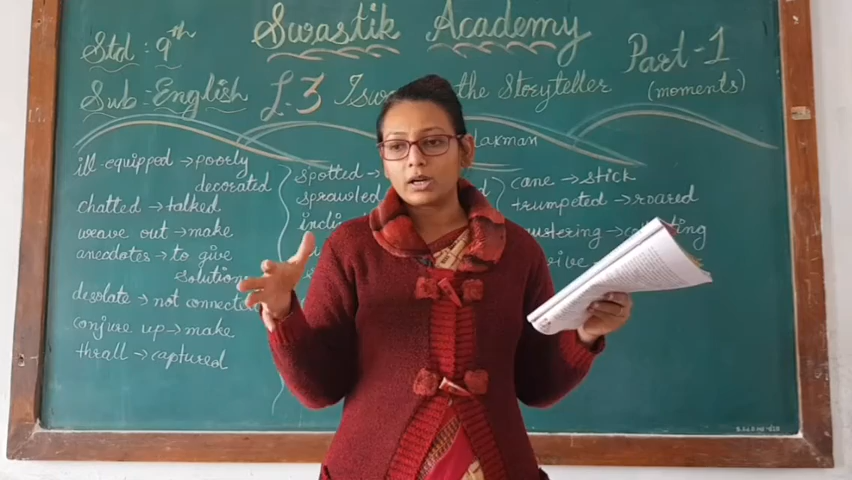 Swastik Academy
Std : 9th
Part-1
Sub : English
L.3 the Storyteller
(moments)
Laxman
ill-equipped → poorly
decorated
chatted → talked
weave out → make
anecdotes → to give
solution
desolate → not connected
conjure up → make
thrall → captured
spotted →
sprawled
cane → stick
trumpeted → roared